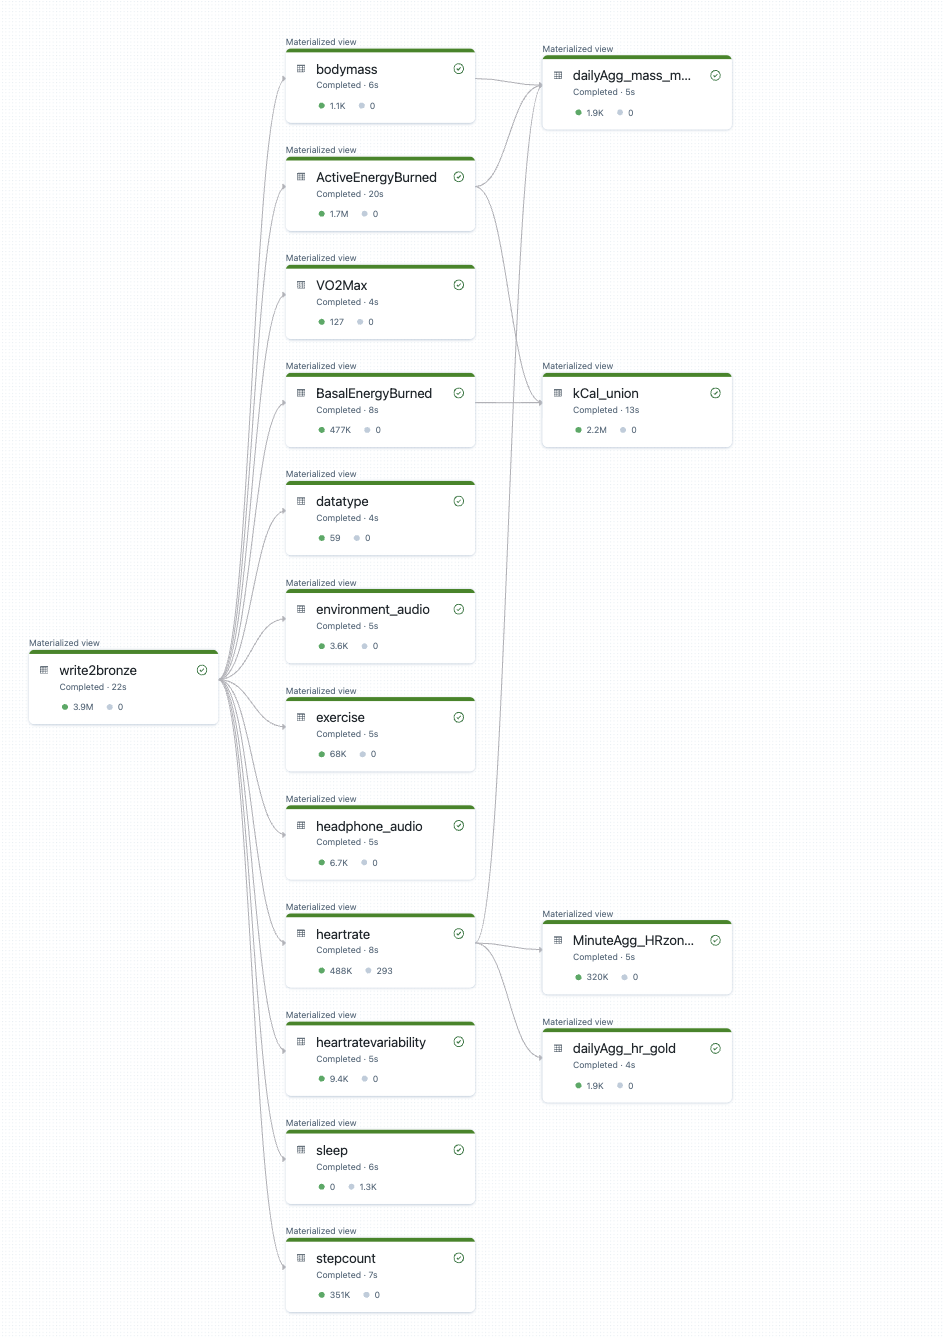 Materialized view
bodymass
Completed · 6s
1.1K 0
Materialized view
dailyAgg_mass_m...
Completed · 5s
1.9K 0
Materialized view
ActiveEnergyBurned
Completed · 20s
1.7M 0
Materialized view
VO2Max
Completed · 4s
127 0
Materialized view
BasalEnergyBurned
Completed · 8s
477K 0
Materialized view
kCal_union
Completed · 13s
2.2M 0
Materialized view
datatype
Completed · 4s
59 0
Materialized view
environment_audio
Completed · 5s
3.6K 0
Materialized view
write2bronze
Completed · 22s
3.9M 0
Materialized view
exercise
Completed · 5s
68K 0
Materialized view
headphone_audio
Completed · 5s
6.7K 0
Materialized view
heartrate
Completed · 8s
488K 293
Materialized view
MinuteAgg_HRzon...
Completed · 5s
320K 0
Materialized view
heartratevariability
Completed · 5s
9.4K 0
Materialized view
dailyAgg_hr_gold
Completed · 4s
1.9K 0
Materialized view
sleep
Completed · 6s
0 1.3K
Materialized view
stepcount
Completed · 7s
351K 0